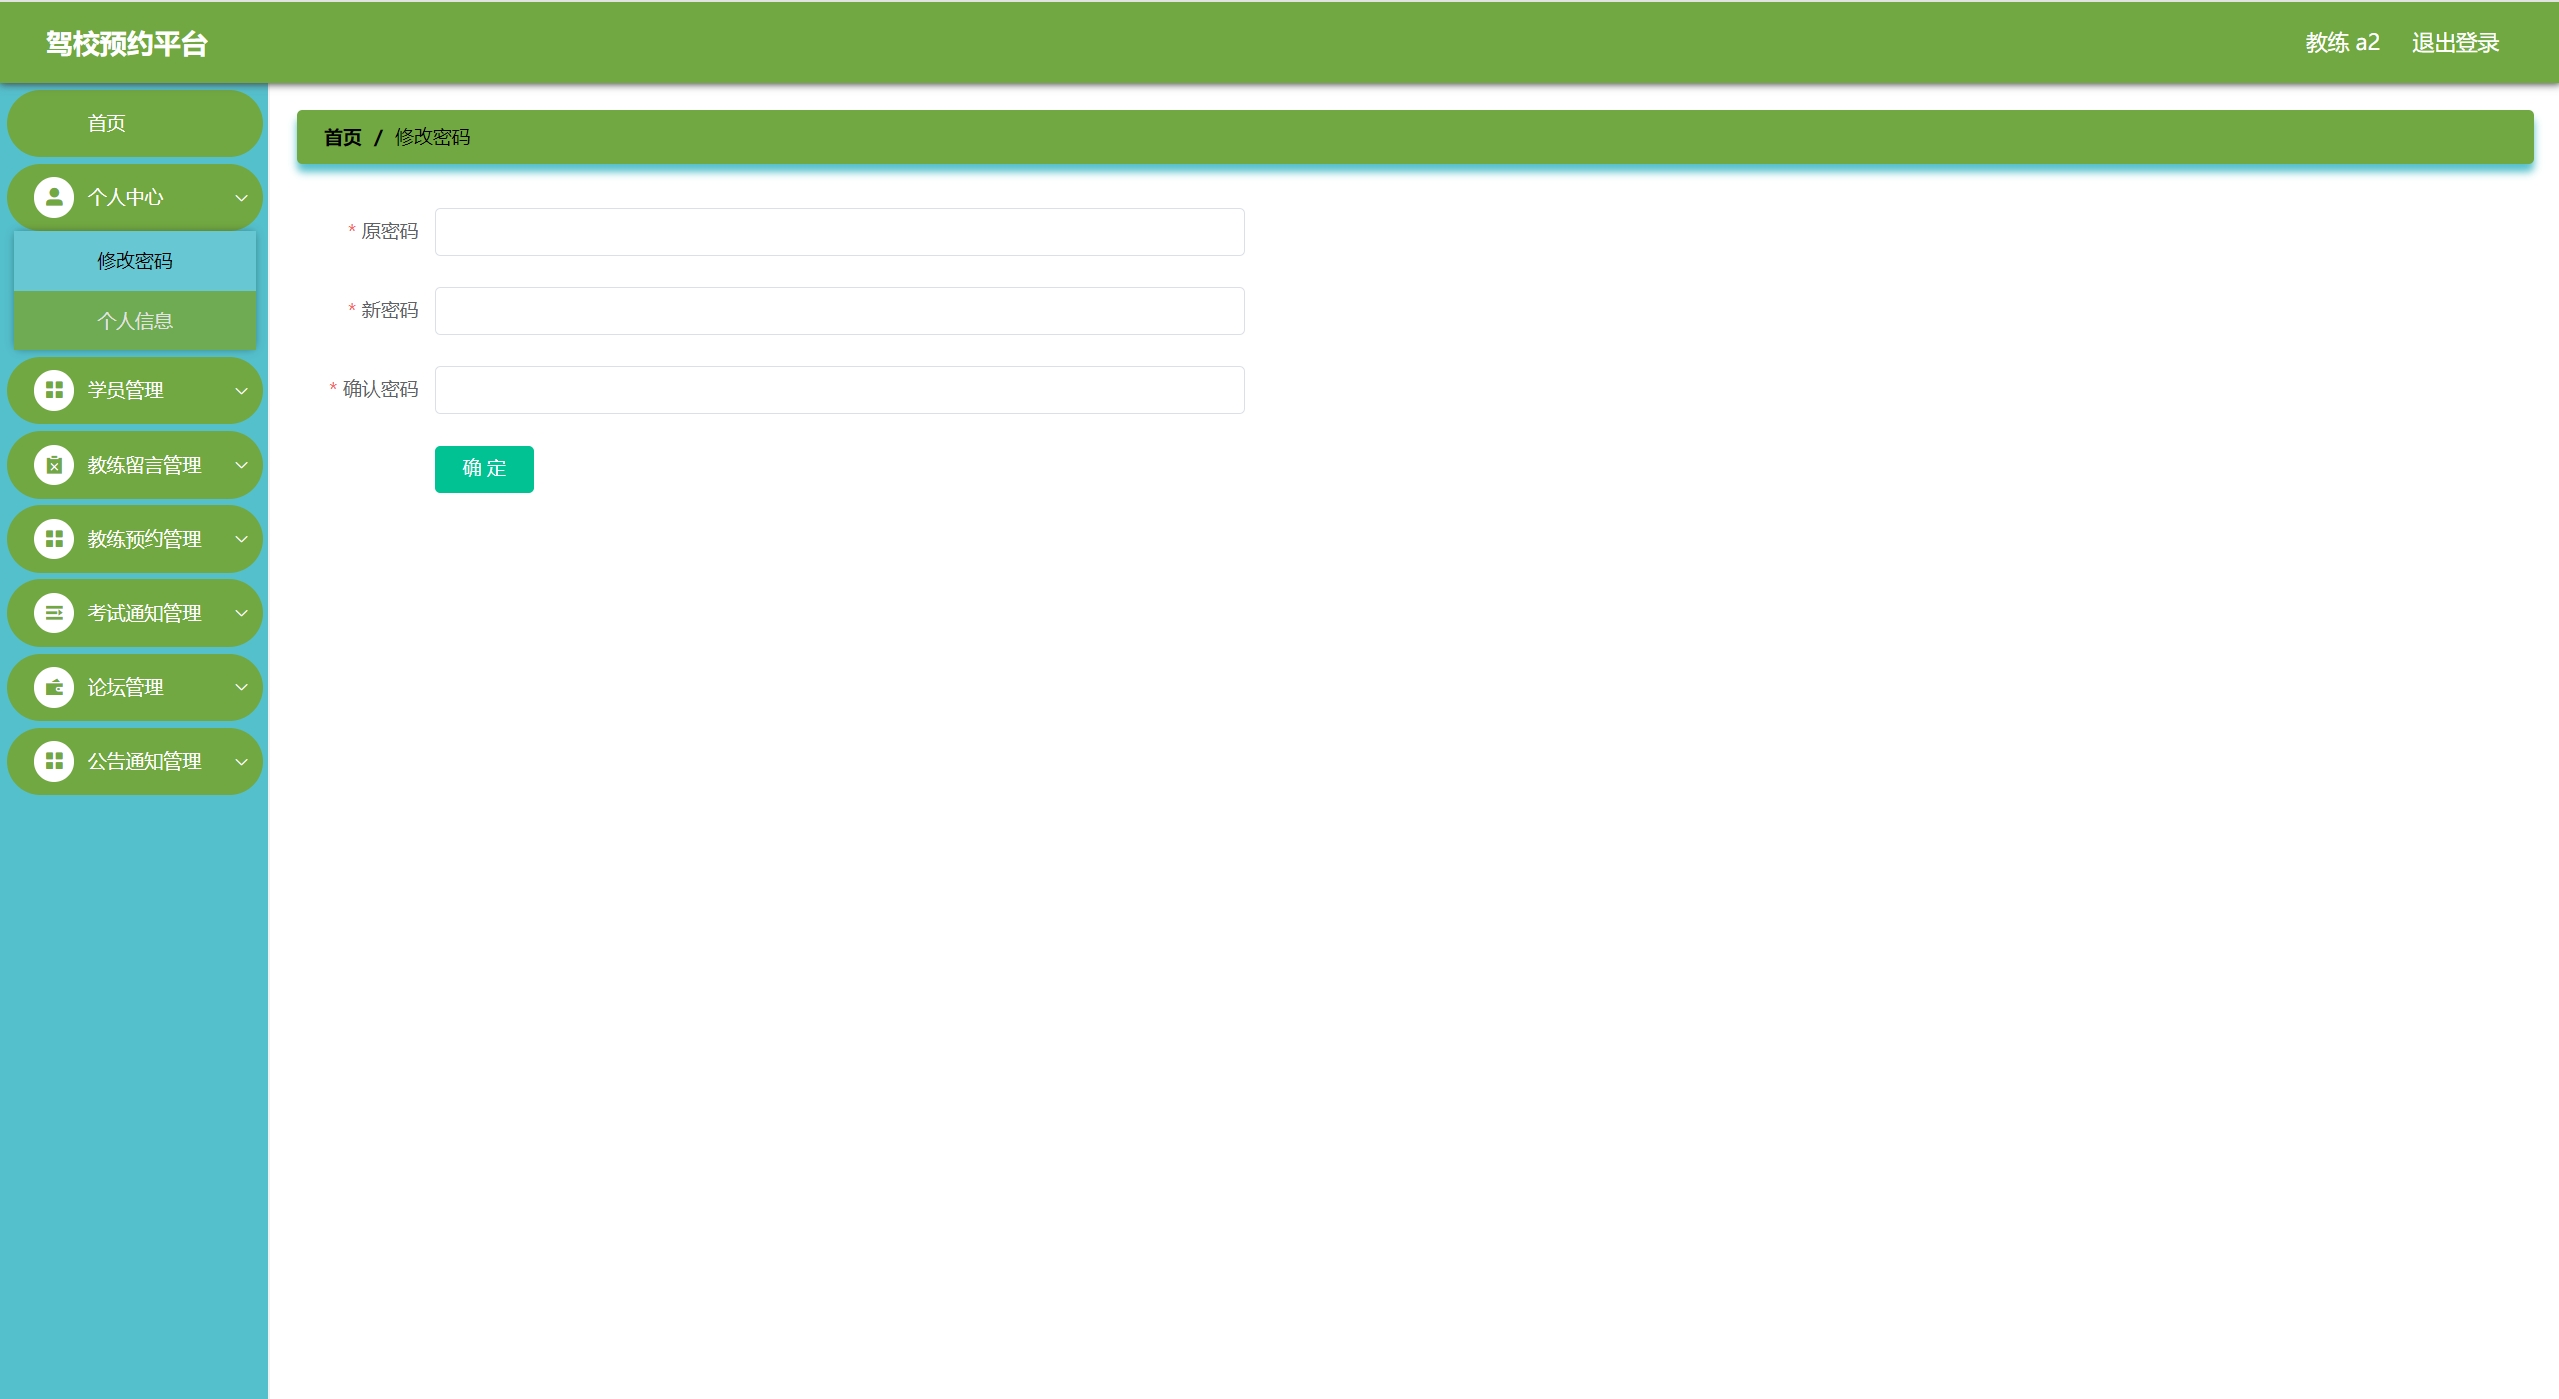 驾校预约平台
教练 a2 退出登录
首页
个人中心
修改密码
个人信息
学员管理
教练留言管理
教练预约管理
考试通知管理
论坛管理
公告通知管理
首页 / 修改密码
* 原密码
* 新密码
* 确认密码
确 定